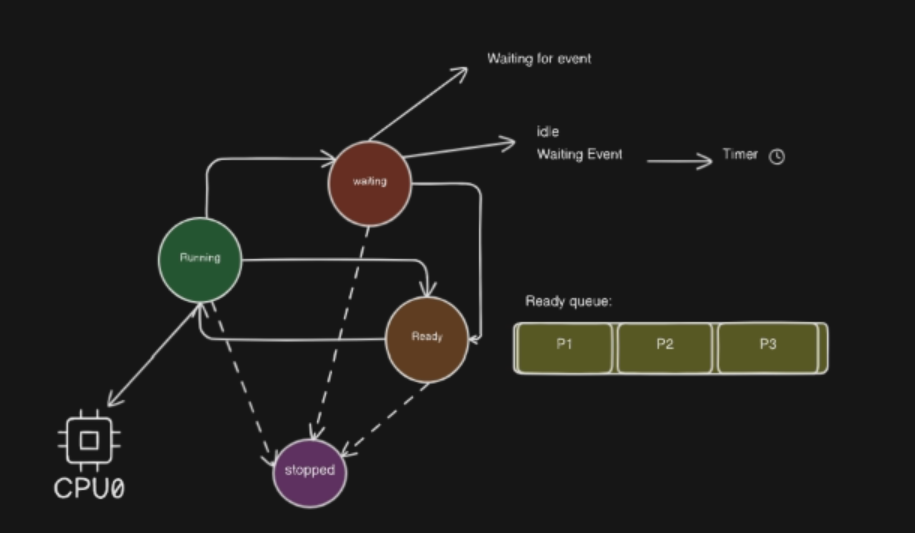 Waiting for event
idle
Waiting Event
Timer
waiting
Running
Ready queue:
Ready
P1
P2
P3
stopped
CPU0